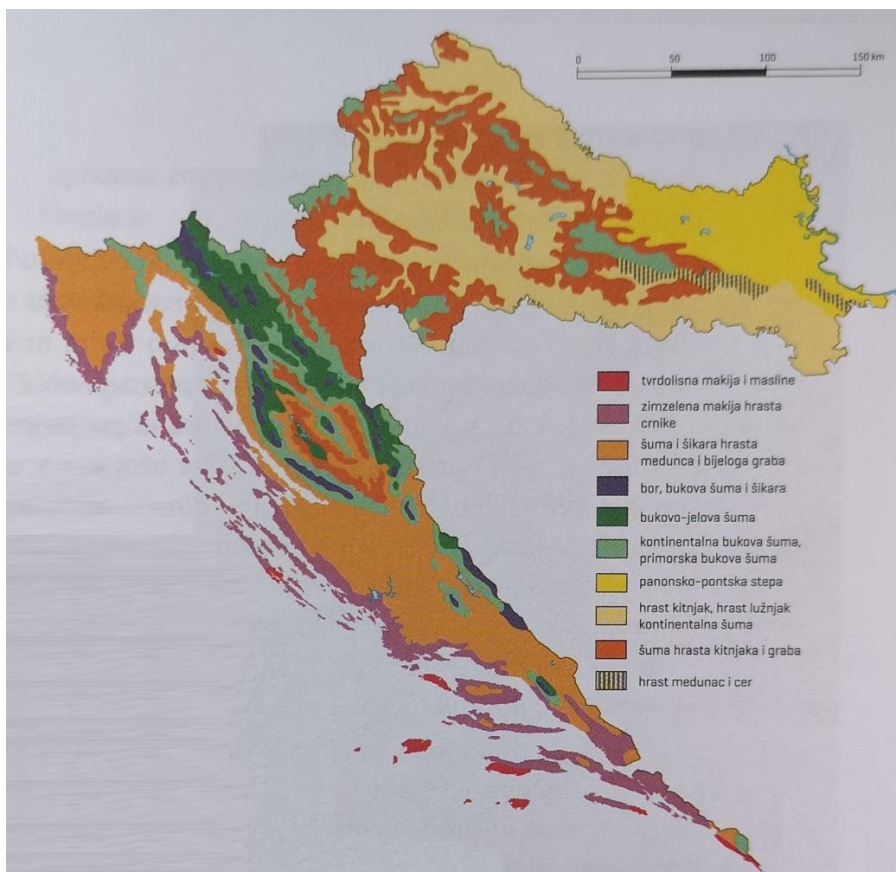 0 50 100 150 km
tvrdolisna makija i masline
zimzelena makija hrasta
crnike
šuma i šikara hrasta
medunca i bijeloga graba
bor, bukova šuma i šikara
bukovo-jelova šuma
kontinentalna bukova šuma,
primorska bukova šuma
panonsko-pontska stepa
hrast kitnjak, hrast lužnjak
kontinentalna šuma
šuma hrasta kitnjaka i graba
hrast medunac i cer